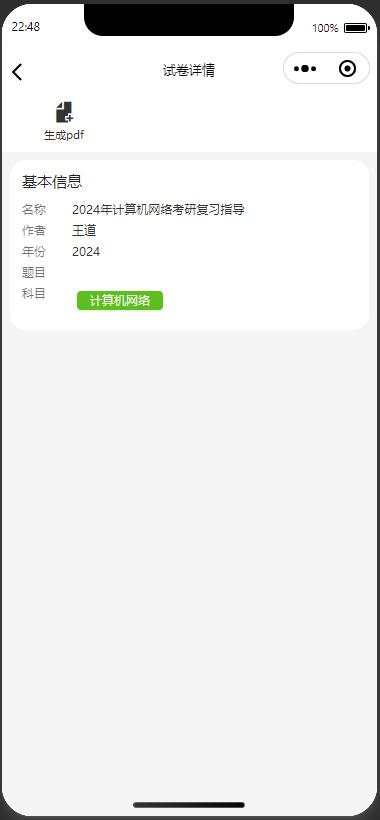 22:48
100%
试卷详情
生成pdf
基本信息
名称 2024年计算机网络考研复习指导
作者 王道
年份 2024
题目
科目 计算机网络